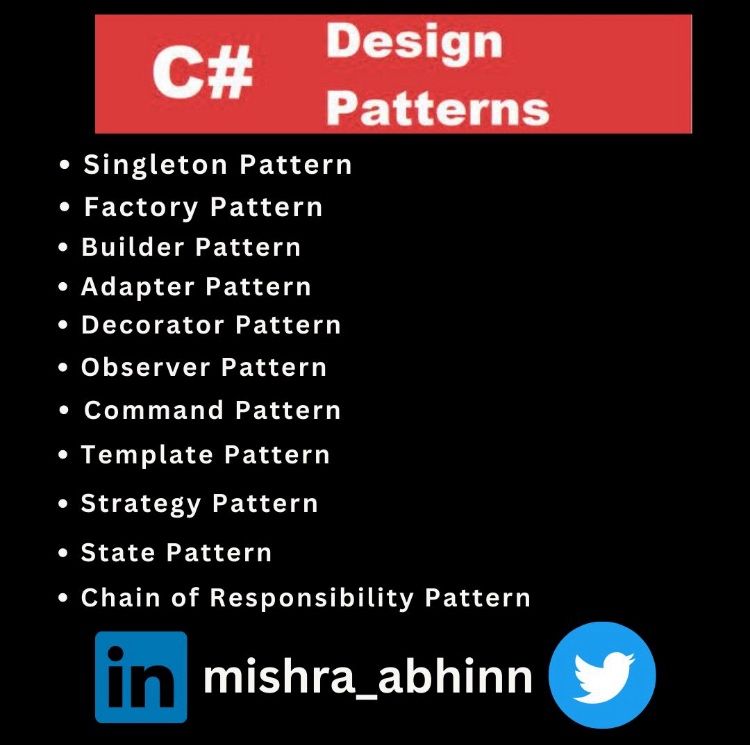 C#
Design
Patterns
• Singleton Pattern
• Factory Pattern
• Builder Pattern
• Adapter Pattern
• Decorator Pattern
• Observer Pattern
• Command Pattern
• Template Pattern
• Strategy Pattern
• State Pattern
• Chain of Responsibility Pattern
in mishra_abhinn